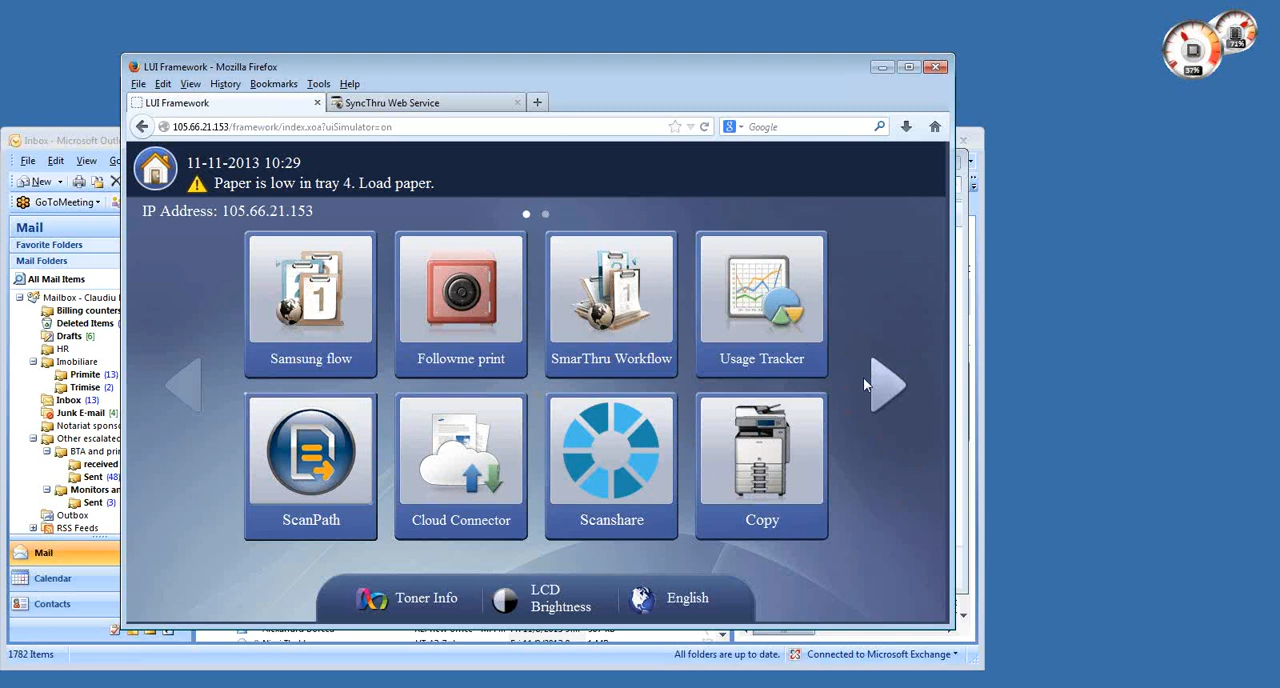 37%
71%
LUI Framework - Mozilla Firefox
File Edit View History Bookmarks Tools Help
LUI Framework
SyncThru Web Service
105.66.21.153/framework/index.xoa?uiSimulator=on
Google
11-11-2013 10:29
Paper is low in tray 4. Load paper.
IP Address: 105.66.21.153
Samsung flow
Followme print
SmarThru Workflow
Usage Tracker
ScanPath
Cloud Connector
Scanshare
Copy
Toner Info
LCD
Brightness
English
Inbox - Microsoft
File Edit View
New
GoToMeeting
Mail
Favorite Folders
Mail Folders
All Mail Items
Mailbox - Claudiu
Billing counters
Deleted Items
Drafts [6]
HR
Imobiliare
Primite (13)
Trimise (2)
Inbox (13)
Junk E-mail [4]
Notariat
Other escalated
BTA and
received
Sent (48
Monitors
Sent (3)
Outbox
RSS Feeds
Mail
Calendar
Contacts
1782 Items
All folders are up to date.
Connected to Microsoft Exchange